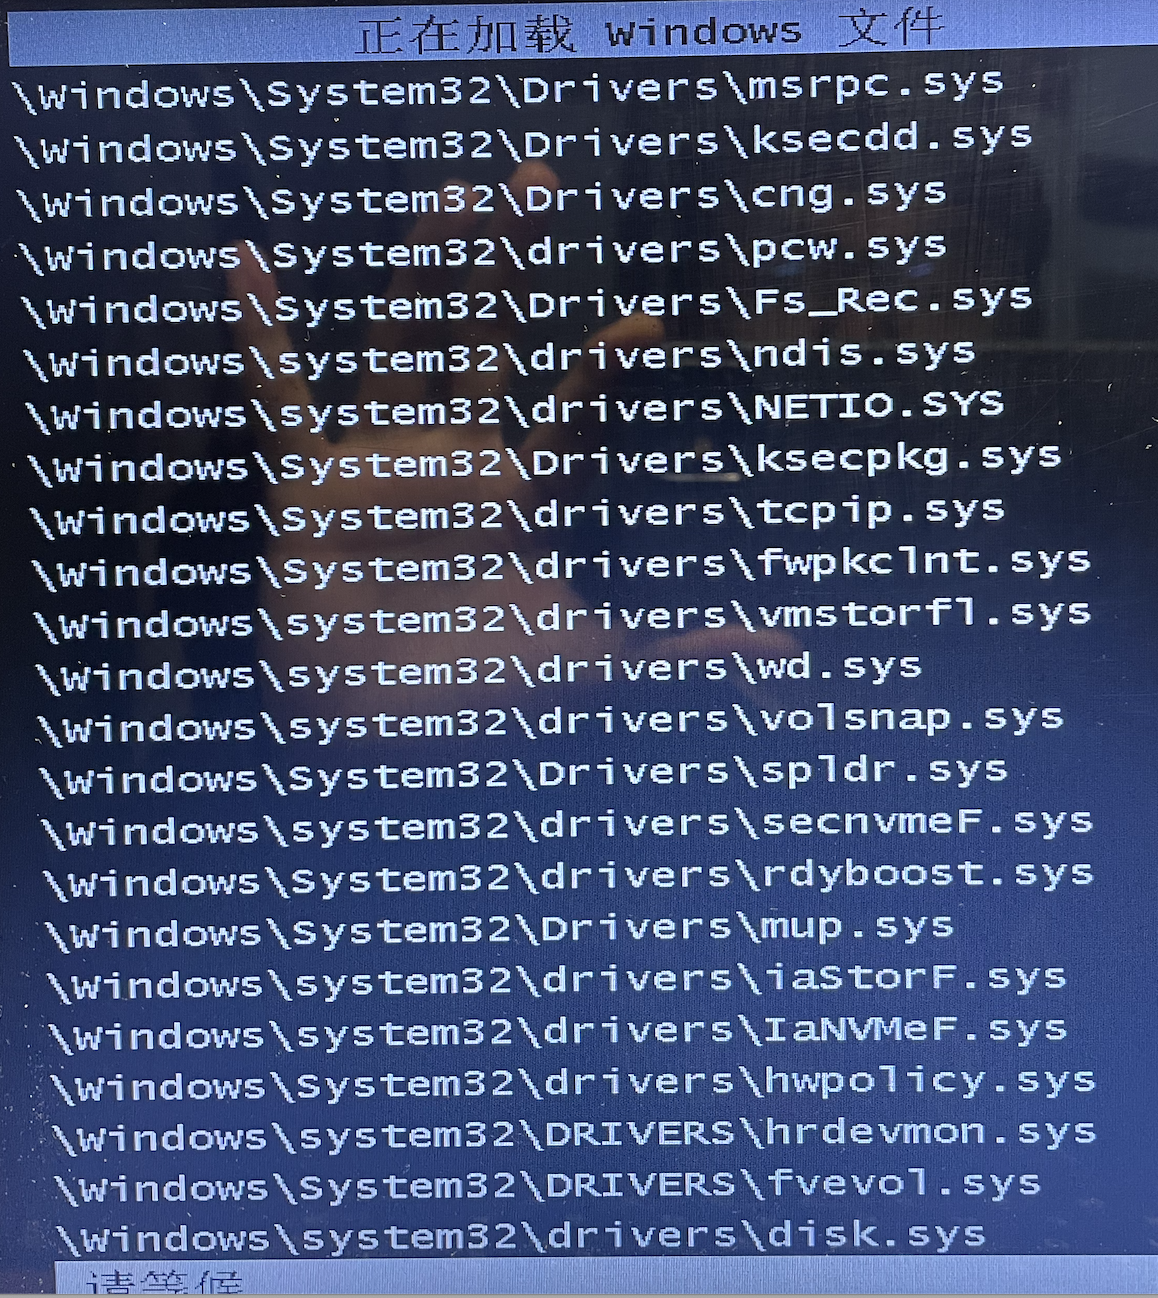 正在加载 Windows 文件
\Windows\System32\Drivers\msrpc.sys
\Windows\System32\Drivers\ksecdd.sys
\Windows\System32\Drivers\cng.sys
\Windows\System32\drivers\pcw.sys
\Windows\System32\Drivers\Fs_Rec.sys
\Windows\system32\drivers\ndis.sys
\Windows\system32\drivers\NETIO.SYS
\Windows\System32\Drivers\ksecpkg.sys
\Windows\System32\drivers\tcpip.sys
\Windows\System32\drivers\fwpkclnt.sys
\Windows\system32\drivers\vmstorfl.sys
\Windows\system32\drivers\wd.sys
\Windows\system32\drivers\volsnap.sys
\Windows\System32\Drivers\spldr.sys
\Windows\system32\drivers\secnvmeF.sys
\Windows\System32\drivers\rdyboost.sys
\Windows\System32\Drivers\mup.sys
\Windows\system32\drivers\iaStorF.sys
\Windows\system32\drivers\IaNVMeF.sys
\Windows\System32\drivers\hwpolicy.sys
\Windows\system32\DRIVERS\hrdevmon.sys
\Windows\System32\DRIVERS\fvevol.sys
\Windows\system32\drivers\disk.sys
请等候